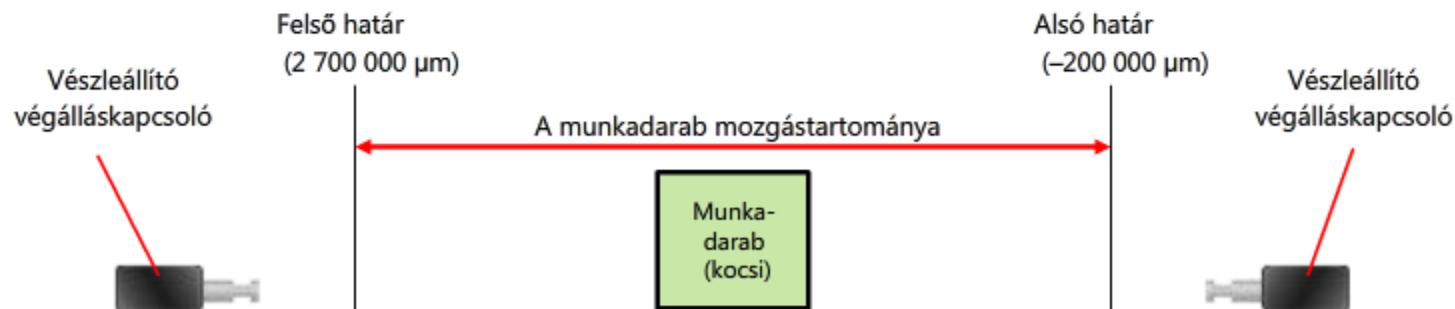 Felső határ
(2 700 000 µm)
Alsó határ
(–200 000 µm)
Vészleállító
végálláskapcsoló
Vészleállító
végálláskapcsoló
A munkadarab mozgástartománya
Munka-
darab
(kocsi)